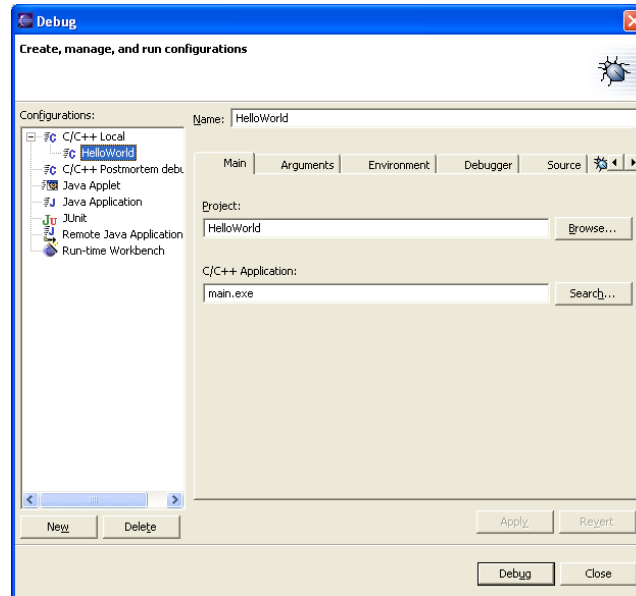 Debug
Create, manage, and run configurations
Configurations:
C/C++ Local
HelloWorld
C/C++ Postmortem debu
Java Applet
Java Application
JUnit
Remote Java Application
Run-time Workbench
New
Delete
Name: HelloWorld
Main Arguments Environment Debugger Source
Project:
HelloWorld Browse...
C/C++ Application:
main.exe Search...
Apply Revert
Debug Close